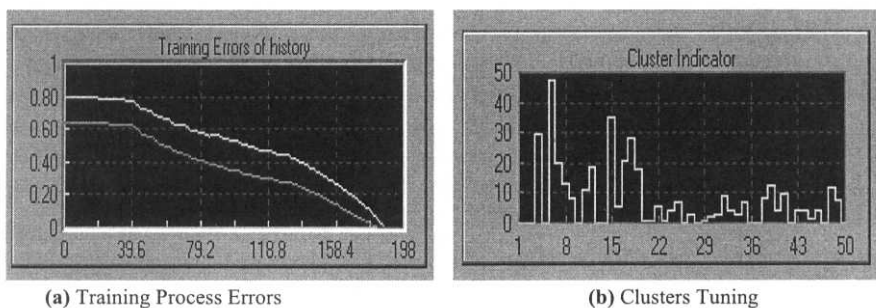 Training Errors of history
1
0.80
0.60
0.40
0.20
0
0 39.6 79.2 118.8 158.4 198
(a) Training Process Errors
Cluster Indicator
50
40
30
20
10
0
1 8 15 22 29 36 43 50
(b) Clusters Tuning